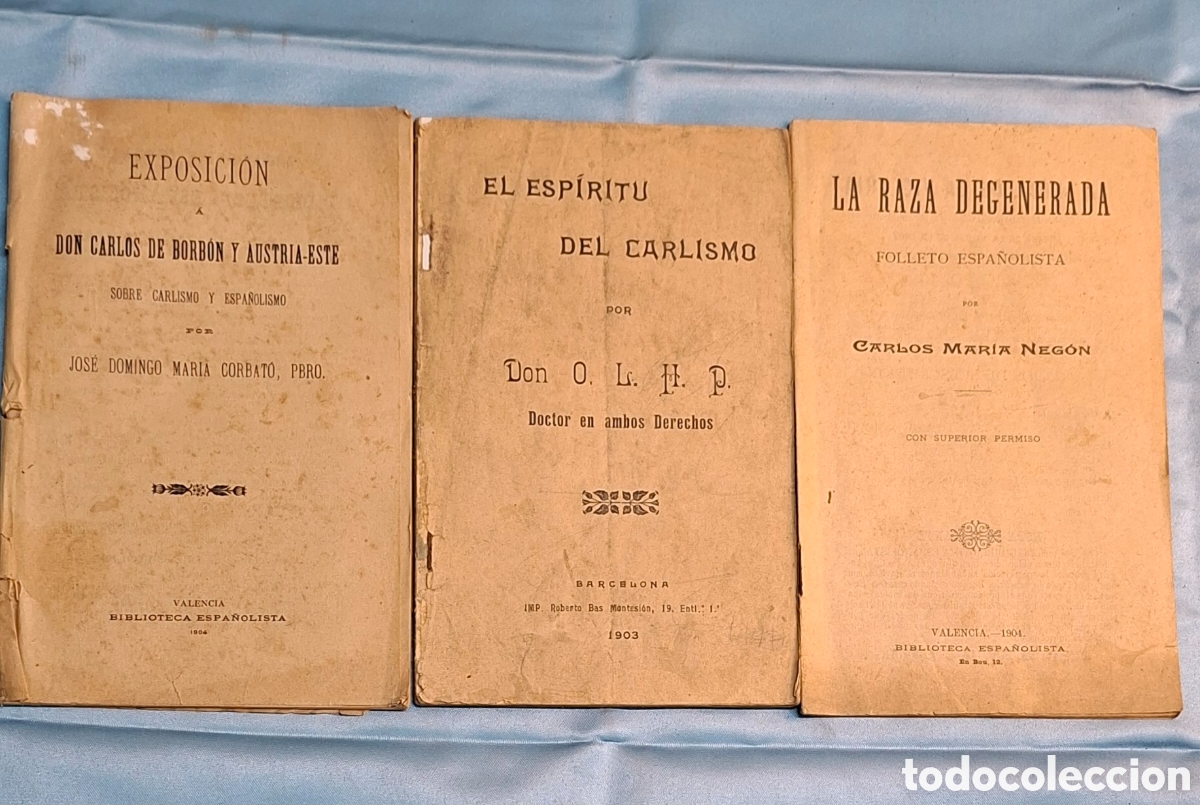 EXPOSICIÓN
Á
DON CARLOS DE BORBÓN Y AUSTRIA-ESTE
SOBRE CARLISMO Y ESPAÑOLISMO
POR
JOSÉ DOMINGO MARÍA CORBATÓ, PBRO.
VALENCIA
BIBLIOTECA ESPAÑOLISTA
1904
EL ESPÍRITU
DEL CARLISMO
POR
Don O. L. H. P.
Doctor en ambos Derechos
BARCELONA
IMP. Roberto Bas Montesión, 19. Entl.º 1.ª
1903
LA RAZA DEGENERADA
FOLLETO ESPAÑOLISTA
POR
CARLOS MARÍA NEGÓN
CON SUPERIOR PERMISO
VALENCIA.—1904.
BIBLIOTECA ESPAÑOLISTA
En Bou, 12.
todocoleccion